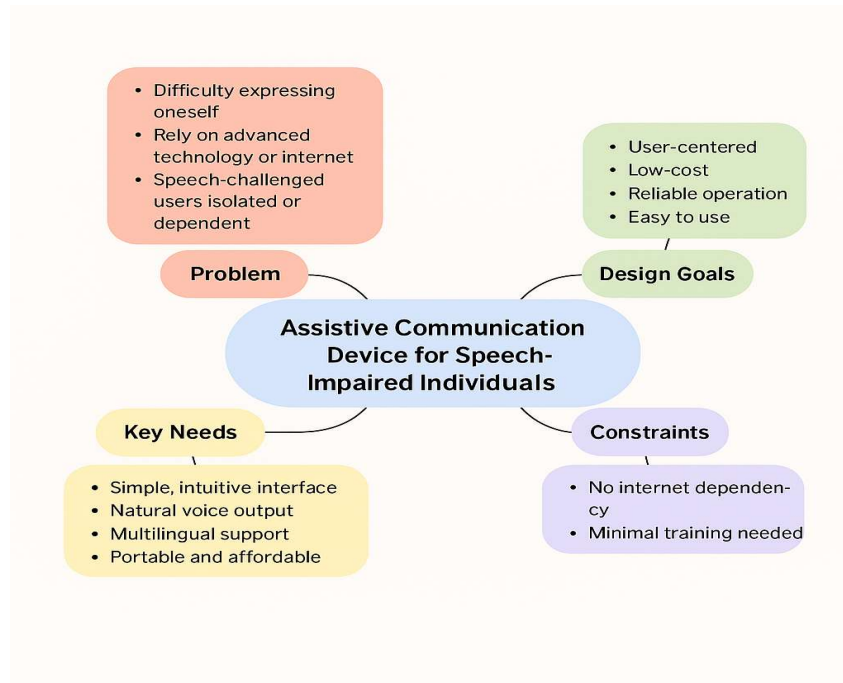 • Difficulty expressing
oneself
• Rely on advanced
technology or internet
• Speech-challenged
users isolated or
dependent
Problem
• User-centered
• Low-cost
• Reliable operation
• Easy to use
Design Goals
Assistive Communication
Device for Speech-
Impaired Individuals
Key Needs
• Simple, intuitive interface
• Natural voice output
• Multilingual support
• Portable and affordable
Constraints
• No internet dependen-
cy
• Minimal training needed